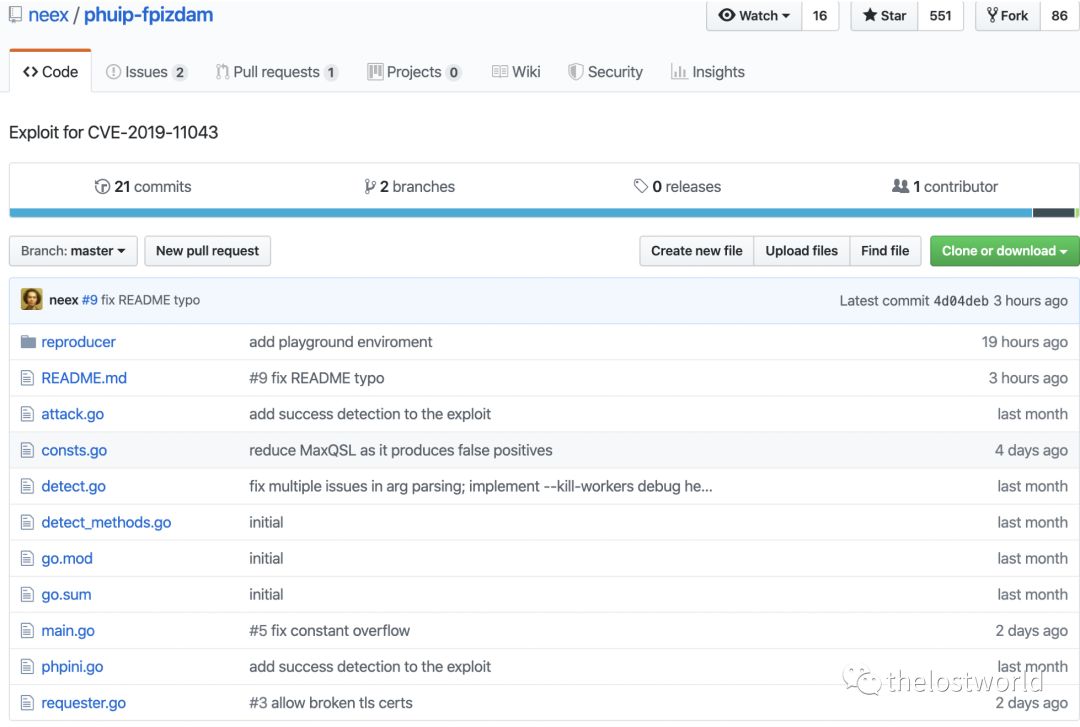 neex / phuip-fpizdam Watch 16 Star 551 Fork 86
Code Issues 2 Pull requests 1 Projects 0 Wiki Security Insights
Exploit for CVE-2019-11043
21 commits 2 branches 0 releases 1 contributor
Branch: master New pull request Create new file Upload files Find file Clone or download
neex #9 fix README typo Latest commit 4d04deb 3 hours ago
reproducer add playground enviroment 19 hours ago
README.md #9 fix README typo 3 hours ago
attack.go add success detection to the exploit last month
consts.go reduce MaxQSL as it produces false positives 4 days ago
detect.go fix multiple issues in arg parsing; implement --kill-workers debug he... last month
detect_methods.go initial last month
go.mod initial last month
go.sum initial last month
main.go #5 fix constant overflow 2 days ago
phpini.go add success detection to the exploit last month
thelostworld
requester.go #3 allow broken tls certs 2 days ago